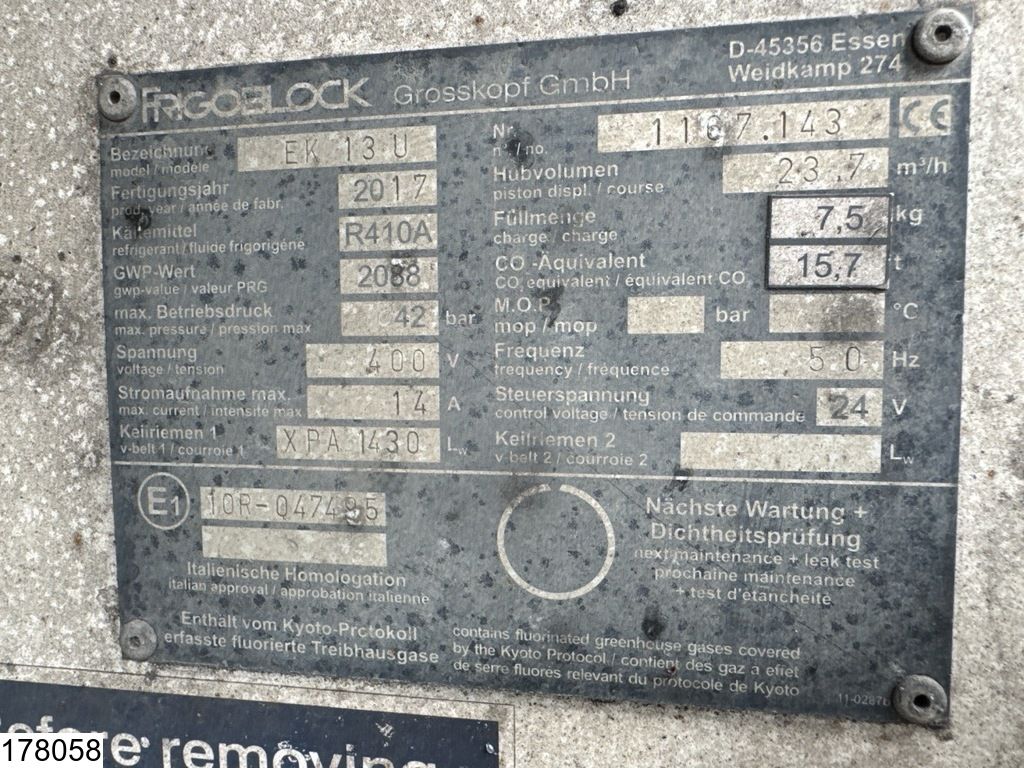 FRIGOBLOCK Grosskopf GmbH
D-45356 Essen
Weidkamp 274
Bezeichnung
model / modèle
EK 13 U
Fertigungsjahr
prod. year / année de fabr.
2017
Kältemittel
refrigerant / fluide frigorigène
R410A
GWP-Wert
gwp-value / valeur PRG
2088
max. Betriebsdruck
max. pressure / pression max
42 bar
Spannung
voltage / tension
400 V
Stromaufnahme max.
max. current / intensité max
14 A
Keilriemen 1
v-belt 1 / courroie 1
XPA 1430 Lw
Nr.
n° / no.
1167.143 CE
Hubvolumen
piston displ. / course
23.7 m³/h
Füllmenge
charge / charge
7,5 kg
CO -Äquivalent
CO equivalent / équivalent CO
15,7 t
M.O.P.
mop / mop
bar °C
Frequenz
frequency / fréquence
50 Hz
Steuerspannung
control voltage / tension de commande
24 V
Keilriemen 2
v-belt 2 / courroie 2
Lw
E1 10R-047495
Italienische Homologation
italian approval / approbation italienne
Enthält vom Kyoto-Protokoll
erfasste fluorierte Treibhausgase
Nächste Wartung +
Dichtheitsprüfung
next maintenance + leak test
prochaine maintenance
+ test d'étancheité
contains fluorinated greenhouse gases covered
by the Kyoto Protocol / contient des gaz a effet
de serre fluores relevant du protocole de Kyoto
11-0287
before removing
178058